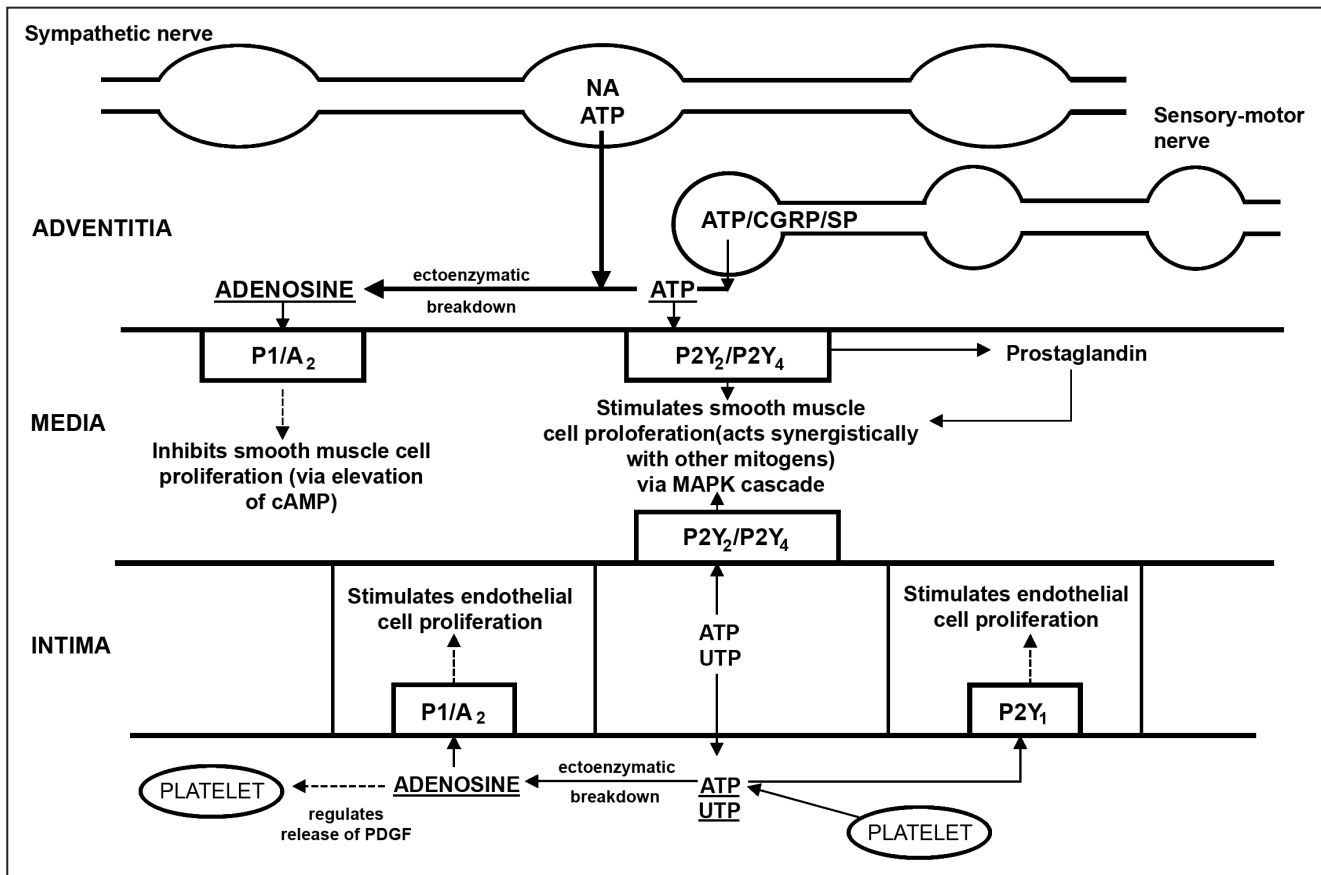 Sympathetic nerve
NA
ATP
Sensory-motor
nerve
ATP/CGRP/SP
ADVENTITIA
ADENOSINE
ectoenzymatic
breakdown
ATP
P1/A₂
P2Y₂/P2Y₄
Prostaglandin
MEDIA
Inhibits smooth muscle cell
proliferation (via elevation
of cAMP)
Stimulates smooth muscle
cell proloferation(acts synergistically
with other mitogens)
via MAPK cascade
P2Y₂/P2Y₄
INTIMA
Stimulates endothelial
cell proliferation
P1/A₂
ATP
UTP
Stimulates endothelial
cell proliferation
P2Y₁
PLATELET
regulates
release of PDGF
ADENOSINE
ectoenzymatic
breakdown
ATP
UTP
PLATELET